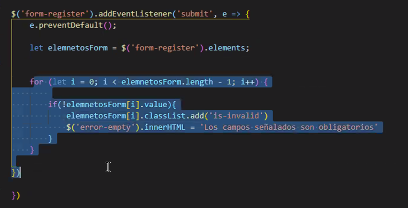 $('form-register').addEventListener('submit', e => {
e.preventDefault();
let elemnetosForm = $('form-register').elements;
for (let i = 0; i < elemnetosForm.length - 1; i++) {
if(!elemnetosForm[i].value){
elemnetosForm[i].classList.add('is-invalid')
$('error-empty').innerHTML = 'Los campos señalados son obligatorios'
}
}
})
})